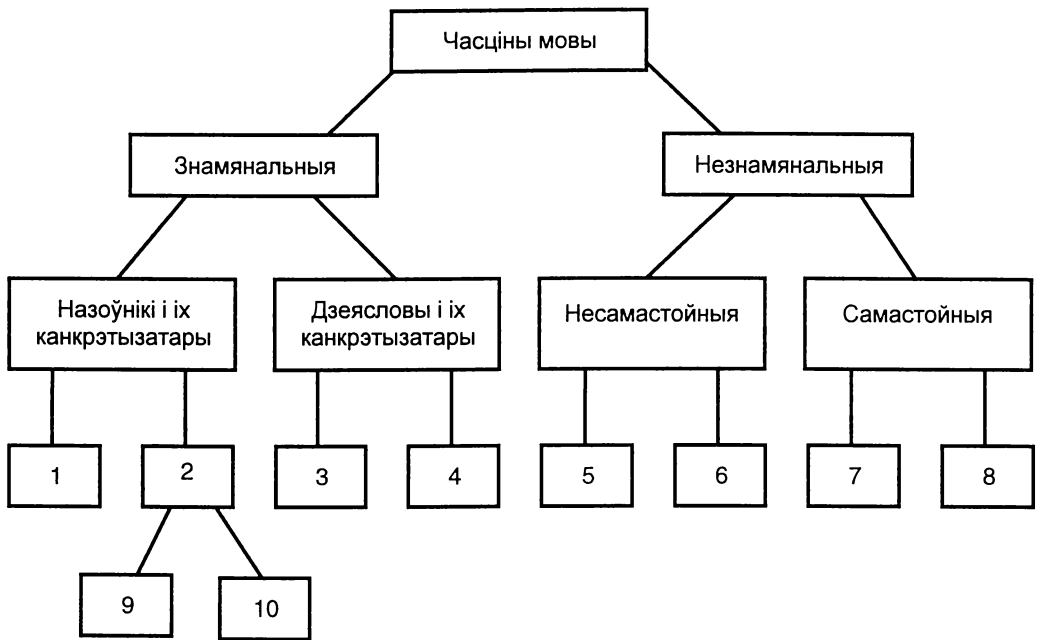 Часціны мовы
Знамянальныя
Незнамянальныя
Назоўнікі і іх
канкрэтызатары
Дзеясловы і іх
канкрэтызатары
Несамастойныя
Самастойныя
1
2
3
4
5
6
7
8
9
10